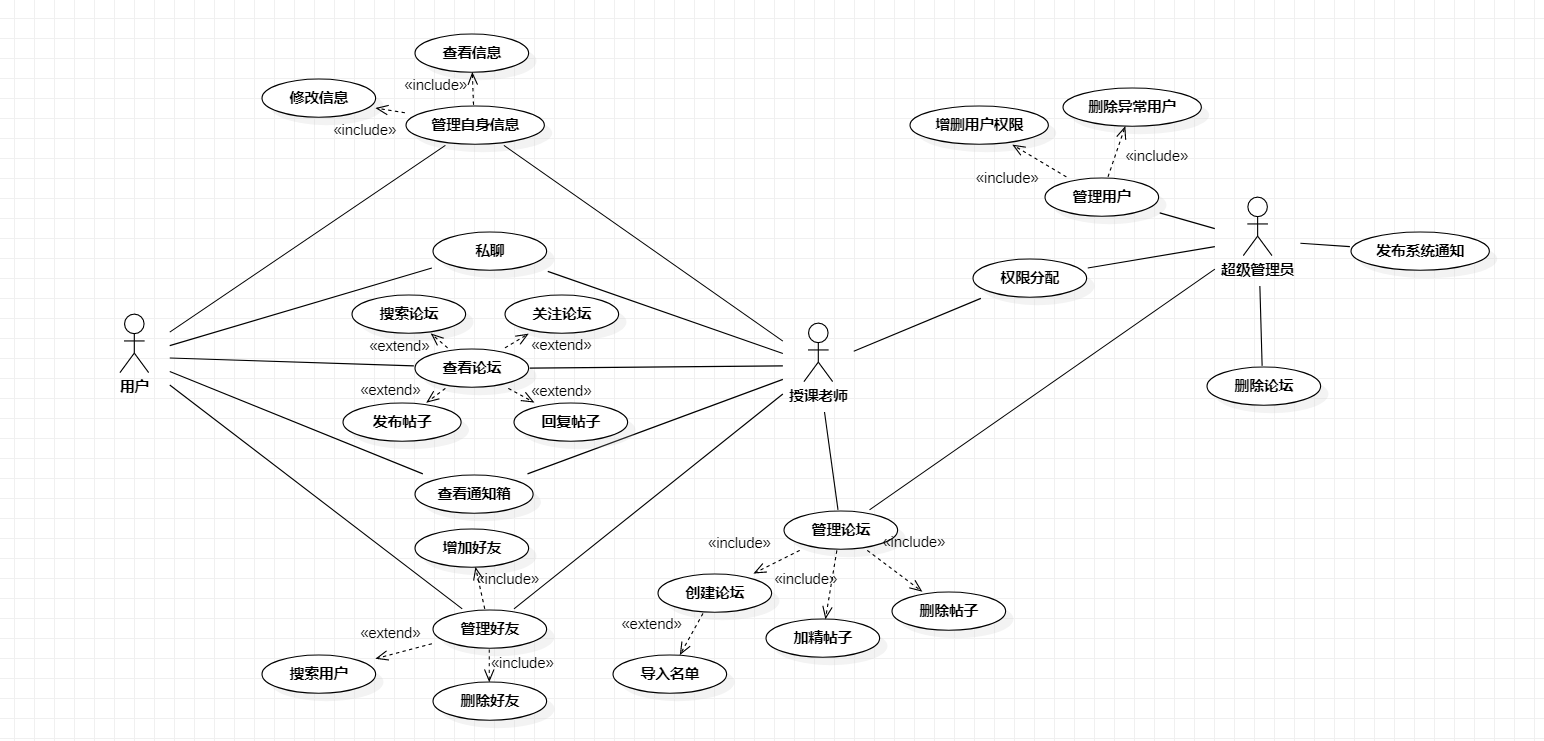 查看信息
«include»
修改信息
«include»
管理自身信息
删除异常用户
增删用户权限
«include»
«include»
管理用户
私聊
超级管理员
发布系统通知
权限分配
搜索论坛
关注论坛
«extend»
«extend»
查看论坛
用户
«extend»
«extend»
授课老师
删除论坛
发布帖子
回复帖子
查看通知箱
增加好友
«include»
管理论坛
«include»
«include»
«include»
创建论坛
删除帖子
«extend»
加精帖子
导入名单
管理好友
«extend»
搜索用户
«include»
删除好友